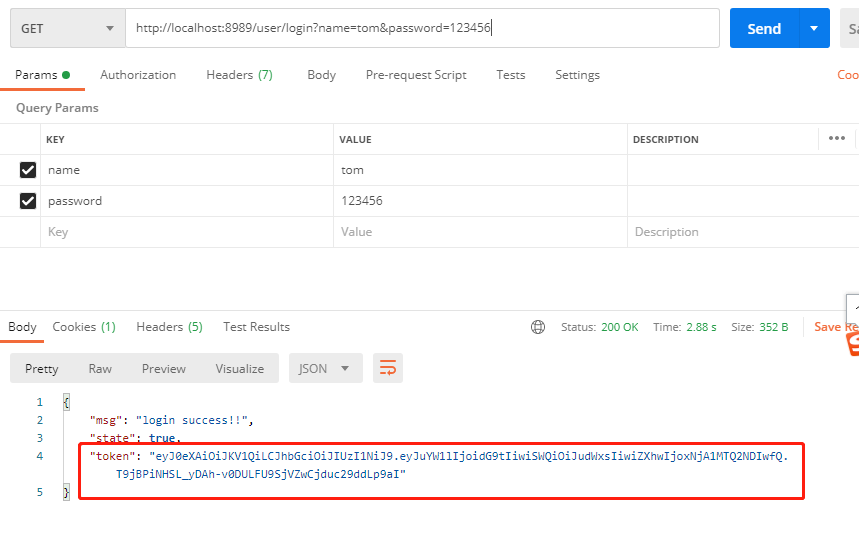 GET http://localhost:8989/user/login?name=tom&password=123456 Send
Params Authorization Headers (7) Body Pre-request Script Tests Settings
Query Params
KEY VALUE DESCRIPTION •••
name tom
password 123456
Key Value Description
Body Cookies (1) Headers (5) Test Results Status: 200 OK Time: 2.88 s Size: 352 B Save
Pretty Raw Preview Visualize JSON
1 {
2 "msg": "login success!!",
3 "state": true,
4 "token": "eyJ0eXAiOiJKV1QiLCJhbGciOiJIUzI1NiJ9.eyJuYW1lIjoidG9tIiwiSWQiOiJudWxsIiwiZXhwIjoxNjA1MTQ2NDIwfQ.
T9jBPiNHSL_yDAh-v0DULFU9SjVZwCjduc29ddLp9aI"
5 }